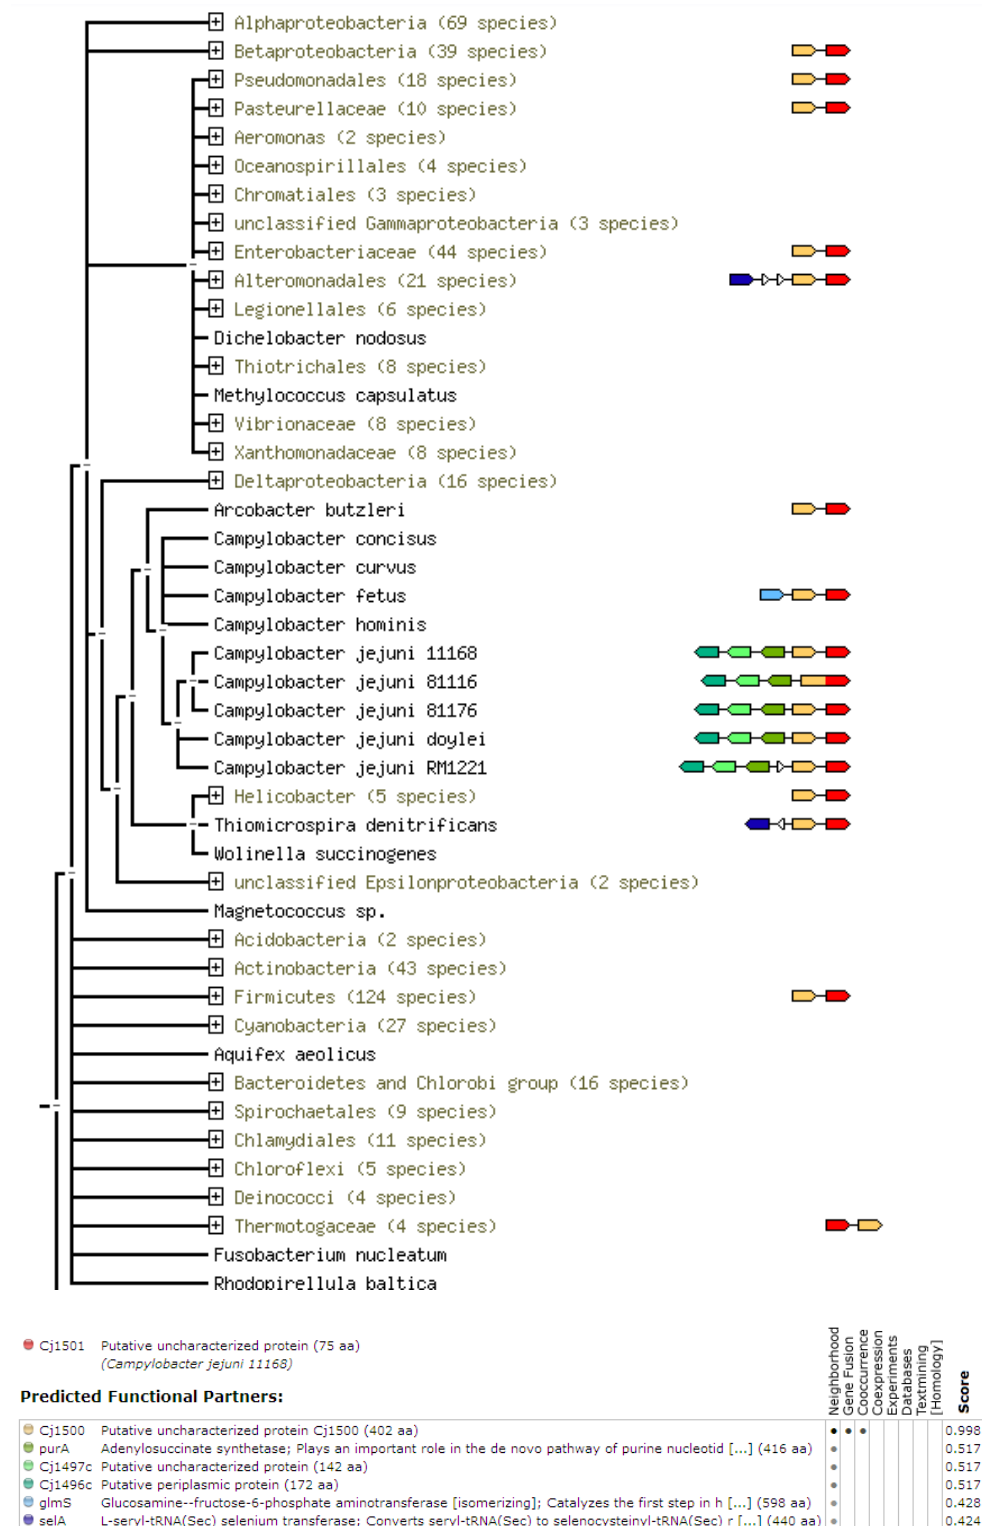 Alphaproteobacteria (69 species)
Betaproteobacteria (39 species)
Pseudomonadales (18 species)
Pasteurellaceae (10 species)
Aeromonas (2 species)
Oceanospirillales (4 species)
Chromatiales (3 species)
unclassified Gammaproteobacteria (3 species)
Enterobacteriaceae (44 species)
Alteromonadales (21 species)
Legionellales (6 species)
Dichelobacter nodosus
Thiotrichales (8 species)
Methylococcus capsulatus
Vibrionaceae (8 species)
Xanthomonadaceae (8 species)
Deltaproteobacteria (16 species)
Arcobacter butzleri
Campylobacter concisus
Campylobacter curvus
Campylobacter fetus
Campylobacter hominis
Campylobacter jejuni 11168
Campylobacter jejuni 81116
Campylobacter jejuni 81176
Campylobacter jejuni doylei
Campylobacter jejuni RM1221
Helicobacter (5 species)
Thiomicrospira denitrificans
Wolinella succinogenes
unclassified Epsilonproteobacteria (2 species)
Magnetococcus sp.
Acidobacteria (2 species)
Actinobacteria (43 species)
Firmicutes (124 species)
Cyanobacteria (27 species)
Aquifex aeolicus
Bacteroidetes and Chlorobi group (16 species)
Spirochaetales (9 species)
Chlamydiales (11 species)
Chloroflexi (5 species)
Deinococci (4 species)
Thermotogaceae (4 species)
Fusobacterium nucleatum
Rhodopirellula baltica
Cj1501 Putative uncharacterized protein (75 aa)
(Campylobacter jejuni 11168)
Predicted Functional Partners:
Neighborhood
Gene Fusion
Cooccurrence
Coexpression
Experiments
Databases
Textmining
[Homology]
Score
Cj1500 Putative uncharacterized protein Cj1500 (402 aa) 0.998
purA Adenylosuccinate synthetase; Plays an important role in the de novo pathway of purine nucleotid [...] (416 aa) 0.517
Cj1497c Putative uncharacterized protein (142 aa) 0.517
Cj1496c Putative periplasmic protein (172 aa) 0.517
glmS Glucosamine--fructose-6-phosphate aminotransferase [isomerizing]; Catalyzes the first step in h [...] (598 aa) 0.428
selA L-seryl-tRNA(Sec) selenium transferase; Converts seryl-tRNA(Sec) to selenocysteinyl-tRNA(Sec) r [...] (440 aa) 0.424